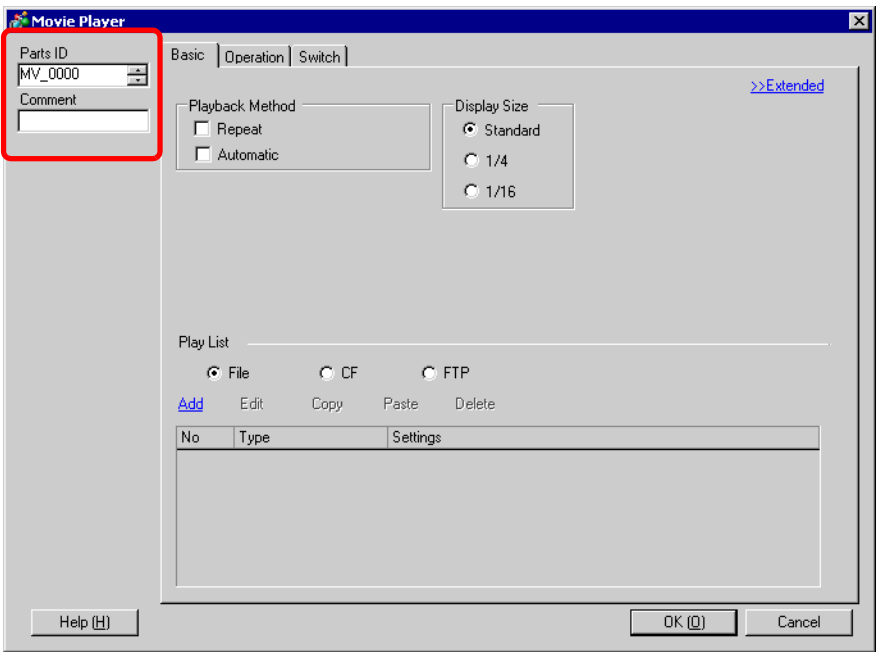 Movie Player
Parts ID
MV_0000
Comment
Basic Operation Switch
>>Extended
Playback Method
Repeat
Automatic
Display Size
Standard
1/4
1/16
Play List
File CF FTP
Add Edit Copy Paste Delete
No Type Settings
Help (H) OK (O) Cancel